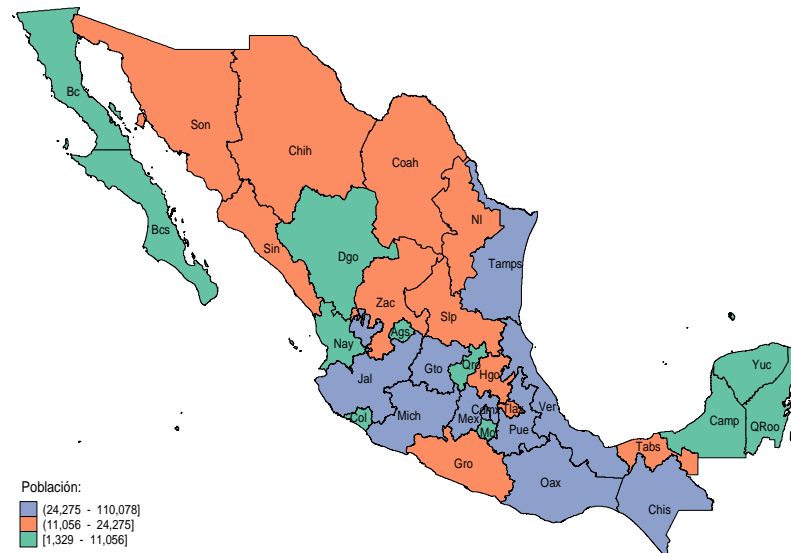 Bc
Son
Chih
Coah
Nl
Bcs
Sin
Dgo
Tamps
Zac
Slp
Nay
Ags
Yuc
Gto
Qro
Hgo
Jal
Camp
QRoo
Col
Mich
Mex
Cdmx
Tlax
Ver
Mor
Pue
Tabs
Gro
Oax
Chis
Población:
(24,275 - 110,078]
(11,056 - 24,275]
[1,329 - 11,056]